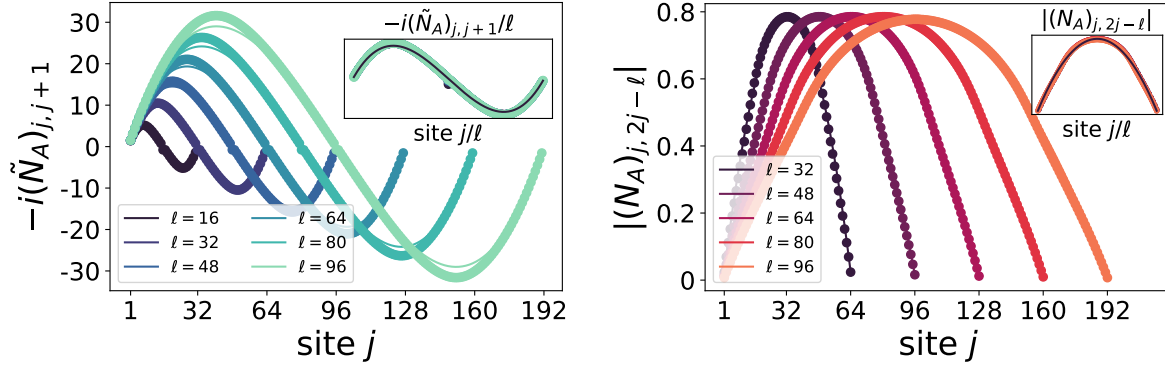 −i(Ñ_A)_{j, j+1}
30
20
10
0
-10
-20
-30
1
32
64
96
128
160
192
site j
−i(Ñ_A)_{j, j+1}/ℓ
site j/ℓ
ℓ = 16
ℓ = 32
ℓ = 48
ℓ = 64
ℓ = 80
ℓ = 96
|(N_A)_{j, 2j−ℓ}|
0.8
0.6
0.4
0.2
0
1
32
64
96
128
160
192
site j
|(N_A)_{j, 2j−ℓ}|
site j/ℓ
ℓ = 32
ℓ = 48
ℓ = 64
ℓ = 80
ℓ = 96